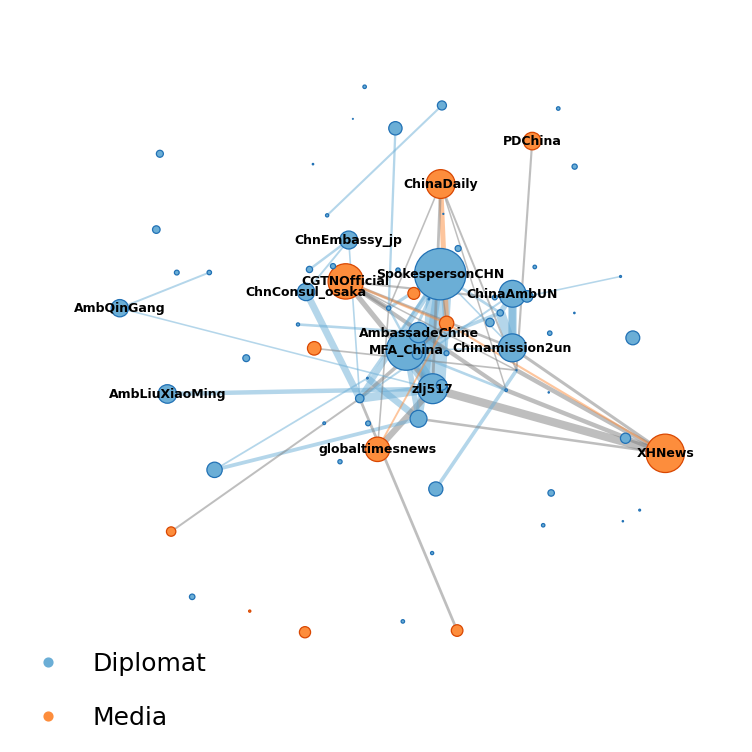 PDChina
ChinaDaily
ChnEmbassy_jp
SpokespersonCHN
CGTNOfficial
ChnConsul_osaka
ChinaAmbUN
AmbQinGang
AmbassadeChine
MFA_China
Chinamission2un
zlj517
AmbLiuXiaoMing
globaltimesnews
XHNews
Diplomat
Media